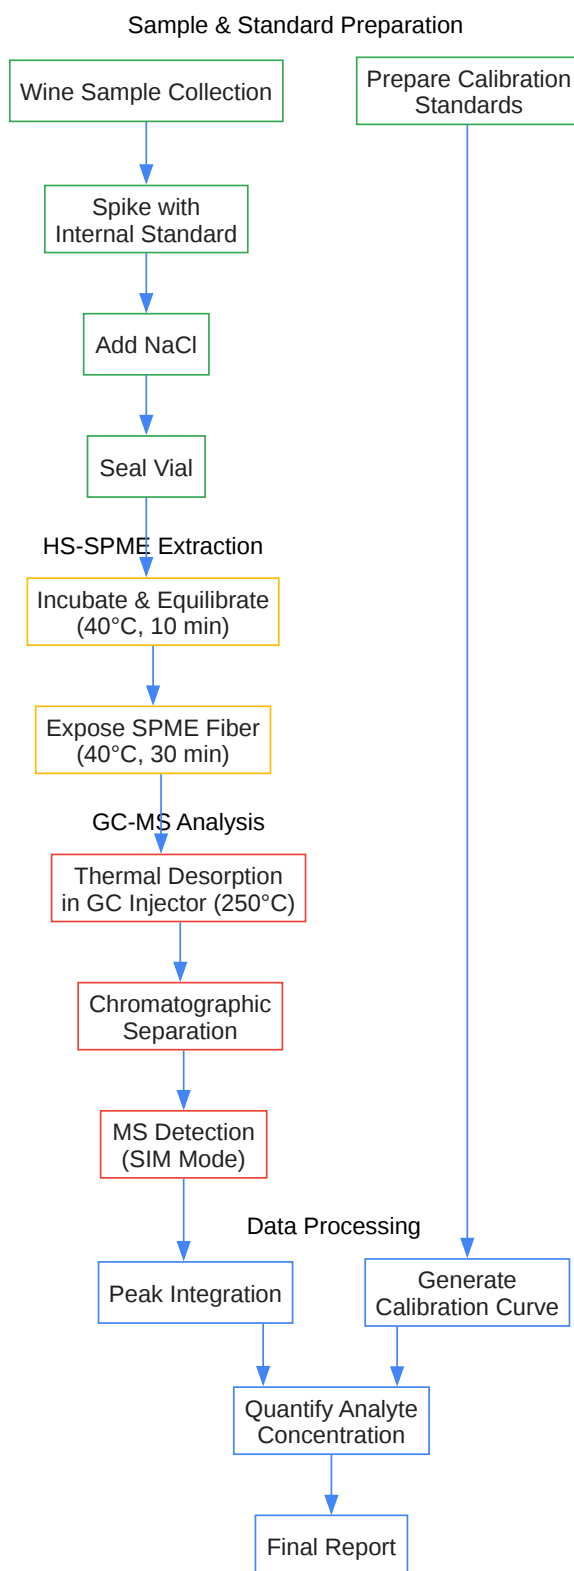 Sample & Standard Preparation
Wine Sample Collection
Prepare Calibration
Standards
Spike with
Internal Standard
Add NaCl
Seal Vial
HS-SPME Extraction
Incubate & Equilibrate
(40°C, 10 min)
Expose SPME Fiber
(40°C, 30 min)
GC-MS Analysis
Thermal Desorption
in GC Injector (250°C)
Chromatographic
Separation
MS Detection
(SIM Mode)
Data Processing
Peak Integration
Generate
Calibration Curve
Quantify Analyte
Concentration
Final Report